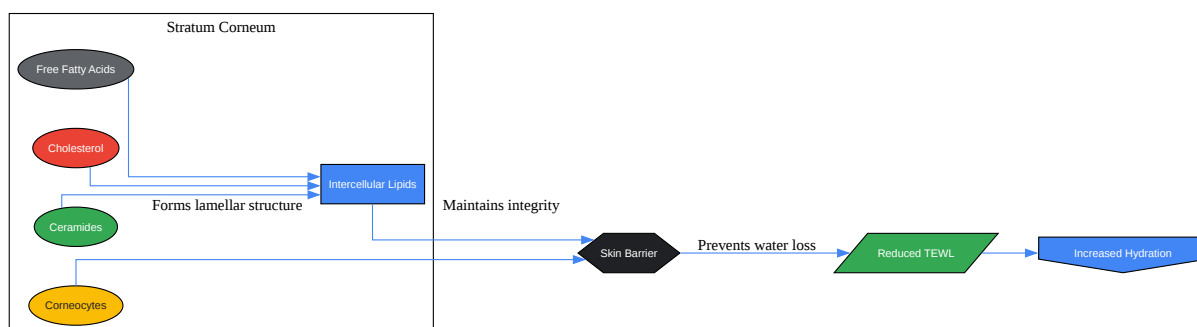 Stratum Corneum
Free Fatty Acids
Cholesterol
Intercellular Lipids
Forms lamellar structure
Maintains integrity
Ceramides
Skin Barrier
Prevents water loss
Reduced TEWL
Increased Hydration
Corneocytes